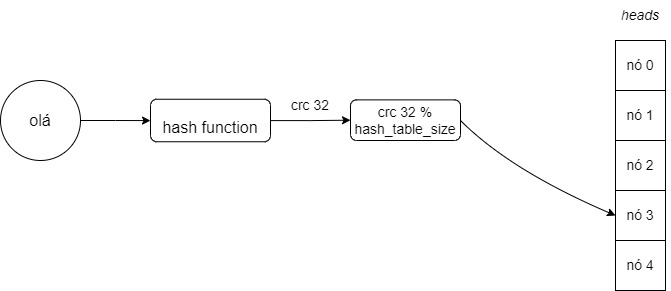 heads
nó 0
olá
hash function
crc 32
crc 32 %
hash_table_size
nó 1
nó 2
nó 3
nó 4